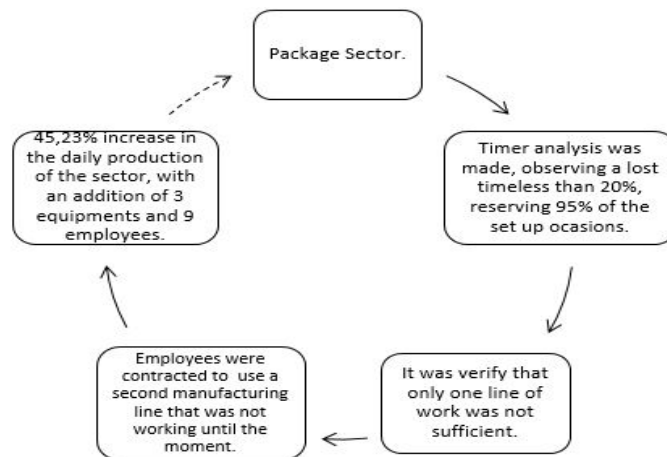 Package Sector.
Timer analysis was
made, observing a lost
timeless than 20%,
reserving 95% of the
set up ocasions.
It was verify that
only one line of
work was not
sufficient.
Employees were
contracted to use a
second manufacturing
line that was not
working until the
moment.
45,23% increase in
the daily production
of the sector, with
an addition of 3
equipments and 9
employees.